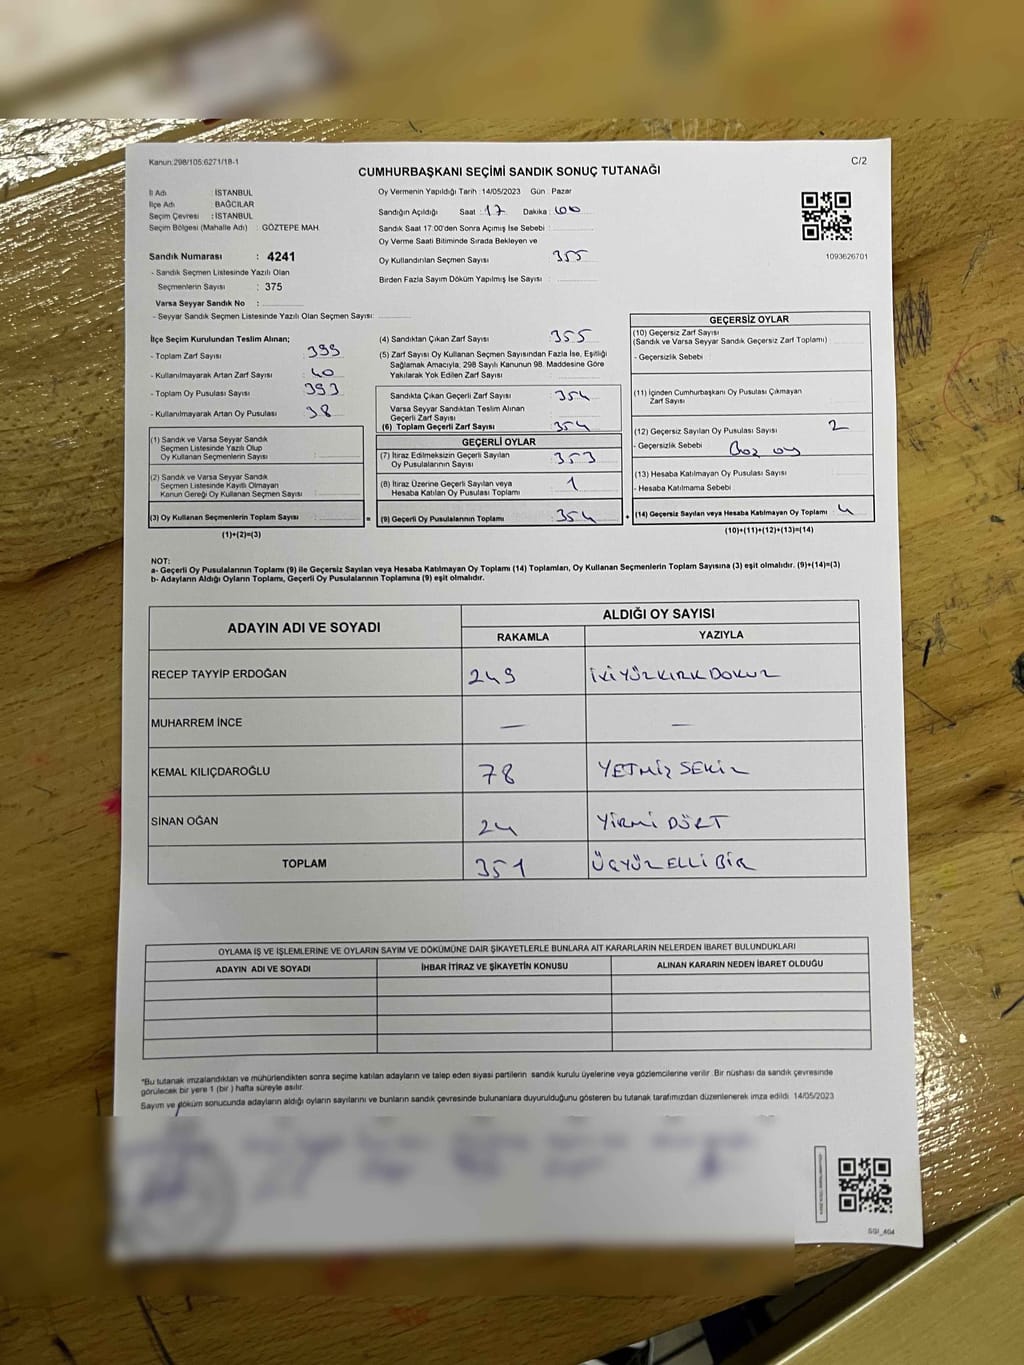 Kanun.298/105:6271/18-1
C/2
CUMHURBAŞKANI SEÇİMİ SANDIK SONUÇ TUTANAĞI
İl Adı : İSTANBUL
İlçe Adı : BAĞCILAR
Seçim Çevresi : İSTANBUL
Seçim Bölgesi (Mahalle Adı) : GÖZTEPE MAH.
Sandık Numarası : 4241
- Sandık Seçmen Listesinde Yazılı Olan
Seçmenlerin Sayısı : 375
Varsa Seyyar Sandık No :
- Seyyar Sandık Seçmen Listesinde Yazılı Olan Seçmen Sayısı:
Oy Vermenin Yapıldığı Tarih : 14/05/2023 Gün : Pazar
Sandığın Açıldığı Saat : 17 Dakika : 00
Sandık Saat 17:00'den Sonra Açımış İse Sebebi :
Oy Verme Saati Bitiminde Sırada Bekleyen ve
Oy Kullandırılan Seçmen Sayısı : 355
Birden Fazla Sayım Döküm Yapılmış İse Sayısı :
1093626701
İlçe Seçim Kurulundan Teslim Alınan;
- Toplam Zarf Sayısı : 399
- Kullanılmayarak Artan Zarf Sayısı : 40
- Toplam Oy Pusulası Sayısı : 393
- Kullanılmayarak Artan Oy Pusulası : 38
(1) Sandık ve Varsa Seyyar Sandık
Seçmen Listesinde Yazılı Olup
Oy Kullanan Seçmenlerin Sayısı :
(2) Sandık ve Varsa Seyyar Sandık
Seçmen Listesinde Kayıtlı Olmayan
Kanun Gereği Oy Kullanan Seçmen Sayısı :
(3) Oy Kullanan Seçmenlerin Toplam Sayısı :
(1)+(2)=(3)
(4) Sandıktan Çıkan Zarf Sayısı : 355
(5) Zarf Sayısı Oy Kullanan Seçmen Sayısından Fazla İse, Eşitliği
Sağlamak Amacıyla, 298 Sayılı Kanunun 98. Maddesine Göre
Yakılarak Yok Edilen Zarf Sayısı :
Sandıkta Çıkan Geçerli Zarf Sayısı : 354
Varsa Seyyar Sandıktan Teslim Alınan
Geçerli Zarf Sayısı :
(6) Toplam Geçerli Zarf Sayısı : 354
GEÇERLİ OYLAR
(7) İtiraz Edilmeksizin Geçerli Sayılan
Oy Pusulalarının Sayısı : 353
(8) İtiraz Üzerine Geçerli Sayılan veya
Hesaba Katılan Oy Pusulası Toplamı : 1
= (9) Geçerli Oy Pusulalarının Toplamı : 354
GEÇERSİZ OYLAR
(10) Geçersiz Zarf Sayısı
(Sandık ve Varsa Seyyar Sandık Geçersiz Zarf Toplamı) :
- Geçersizlik Sebebi :
(11) İçinden Cumhurbaşkanı Oy Pusulası Çıkmayan
Zarf Sayısı :
(12) Geçersiz Sayılan Oy Pusulası Sayısı : 2
- Geçersizlik Sebebi : Boş oy
(13) Hesaba Katılmayan Oy Pusulası Sayısı :
- Hesaba Katılmama Sebebi :
+ (14) Geçersiz Sayılan veya Hesaba Katılmayan Oy Toplamı : 4
(10)+(11)+(12)+(13)=(14)
NOT:
a- Geçerli Oy Pusulalarının Toplamı (9) ile Geçersiz Sayılan veya Hesaba Katılmayan Oy Toplamı (14) Toplamları, Oy Kullanan Seçmenlerin Toplam Sayısına (3) eşit olmalıdır. (9)+(14)=(3)
b- Adayların Aldığı Oyların Toplamı, Geçerli Oy Pusulalarının Toplamına (9) eşit olmalıdır.
ADAYIN ADI VE SOYADI ALDIĞI OY SAYISI
RAKAMLA YAZIYLA
RECEP TAYYİP ERDOĞAN 249 İKİYÜZKIRKDOKUZ
MUHARREM İNCE — —
KEMAL KILIÇDAROĞLU 78 YETMİŞ SEKİZ
SİNAN OĞAN 24 YİRMİ DÖRT
TOPLAM 351 ÜÇYÜZ ELLİ BİR
OYLAMA İŞ VE İŞLEMLERİNE VE OYLARIN SAYIM VE DÖKÜMÜNE DAİR ŞİKAYETLERLE BUNLARA AİT KARARLARIN NELERDEN İBARET BULUNDUKLARI
ADAYIN ADI VE SOYADI İHBAR İTİRAZ VE ŞİKAYETİN KONUSU ALINAN KARARIN NEDEN İBARET OLDUĞU
*Bu tutanak imzalandıktan ve mühürlendikten sonra seçime katılan adayların ve talep eden siyasi partilerin sandık kurulu üyelerine veya gözlemcilerine verilir. Bir nüshası da sandık çevresinde
görülecek bir yere 1 (bir ) hafta süreyle asılır.
Sayım ve döküm sonucunda adayların aldığı oyların sayılarını ve bunların sandık çevresinde bulunanlara duyurulduğunu gösteren bu tutanak tarafımızdan düzenlenerek imza edildi. 14/05/2023